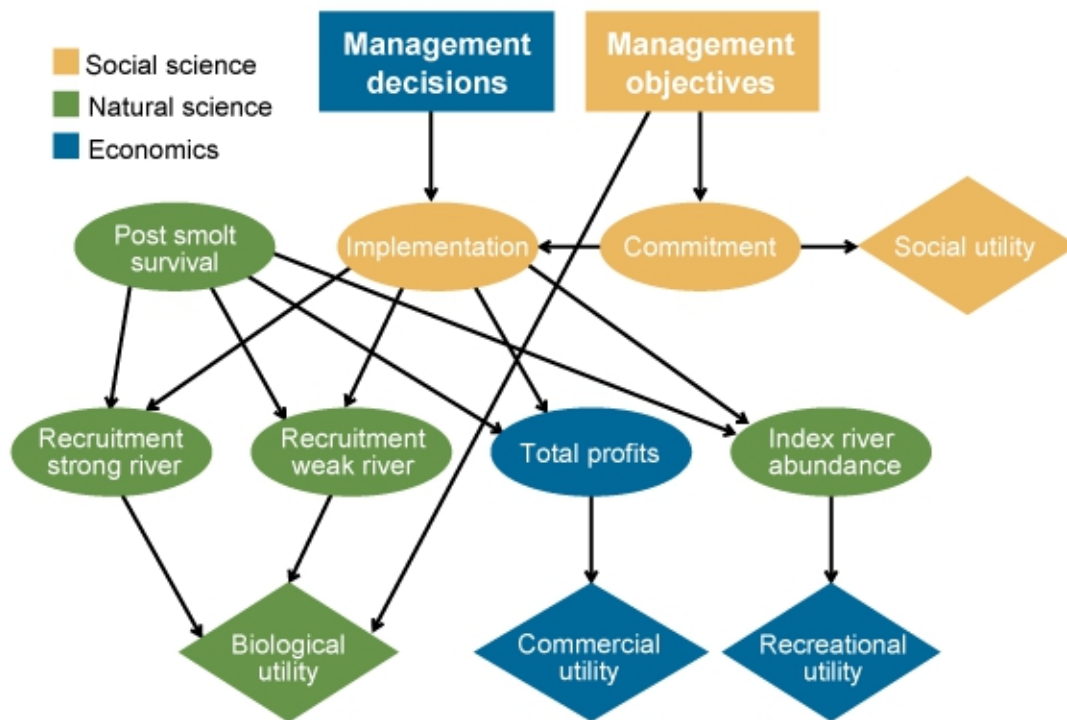 Management
decisions
Management
objectives
Social science
Natural science
Economics
Post smolt
survival
Implementation
Commitment
Social utility
Recruitment
strong river
Recruitment
weak river
Total profits
Index river
abundance
Biological
utility
Commercial
utility
Recreational
utility